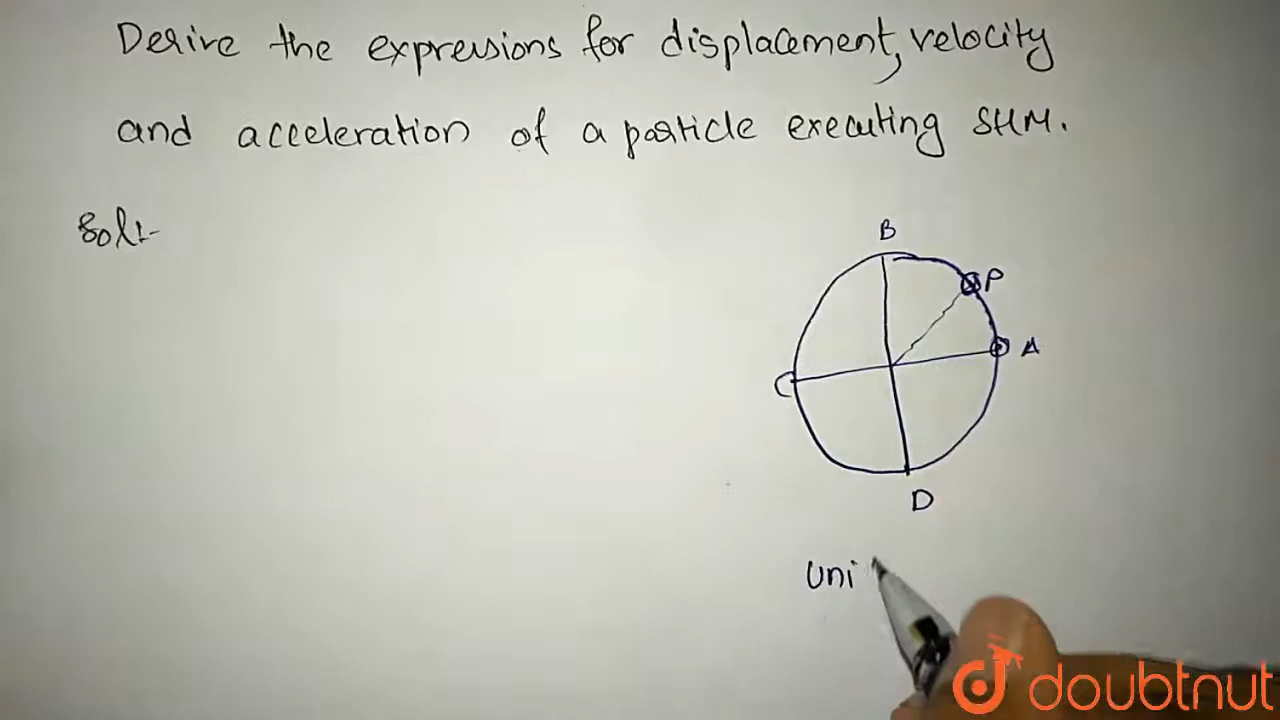 Derive the expressions for displacement, velocity
and acceleration of a particle executing SHM.
Sol:-
B
P
A
C
D
Uni
doubtnut